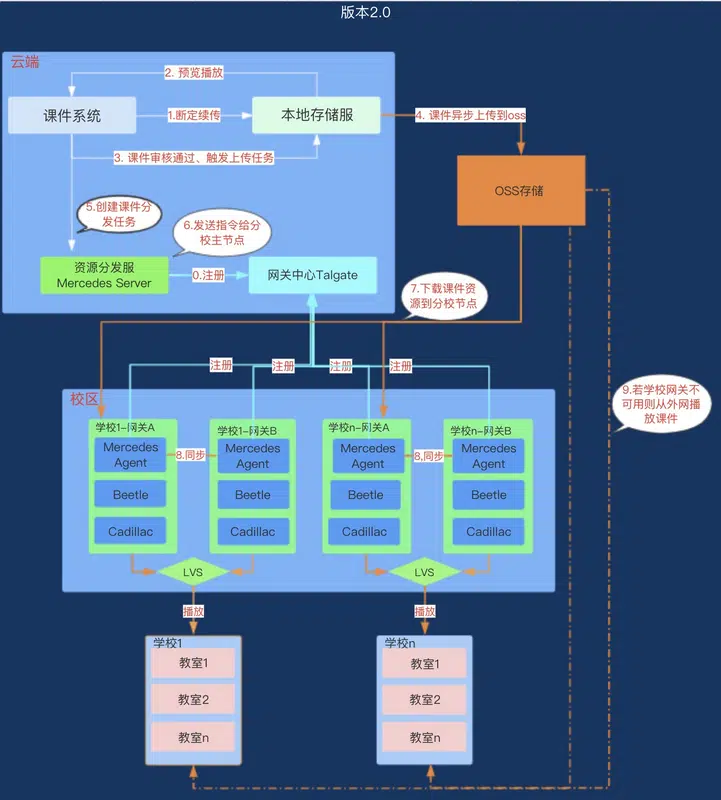 版本2.0
云端
2. 预览播放
课件系统
1.断定续传
本地存储服
4. 课件异步上传到oss
3. 课件审核通过、触发上传任务
OSS存储
5.创建课件分
发任务
6.发送指令给分
校主节点
资源分发服
Mercedes Server
0.注册
网关中心Talgate
7.下载课件资
源到分校节点
注册
注册
注册
注册
9.若学校网关不
可用则从外网播
放课件
校区
学校1-网关A
Mercedes
Agent
Beetle
Cadillac
8.同步
学校1-网关B
Mercedes
Agent
Beetle
Cadillac
学校n-网关A
Mercedes
Agent
Beetle
Cadillac
8,同步
学校n-网关B
Mercedes
Agent
Beetle
Cadillac
LVS
LVS
播放
播放
学校1
教室1
教室2
教室n
学校n
教室1
教室2
教室n